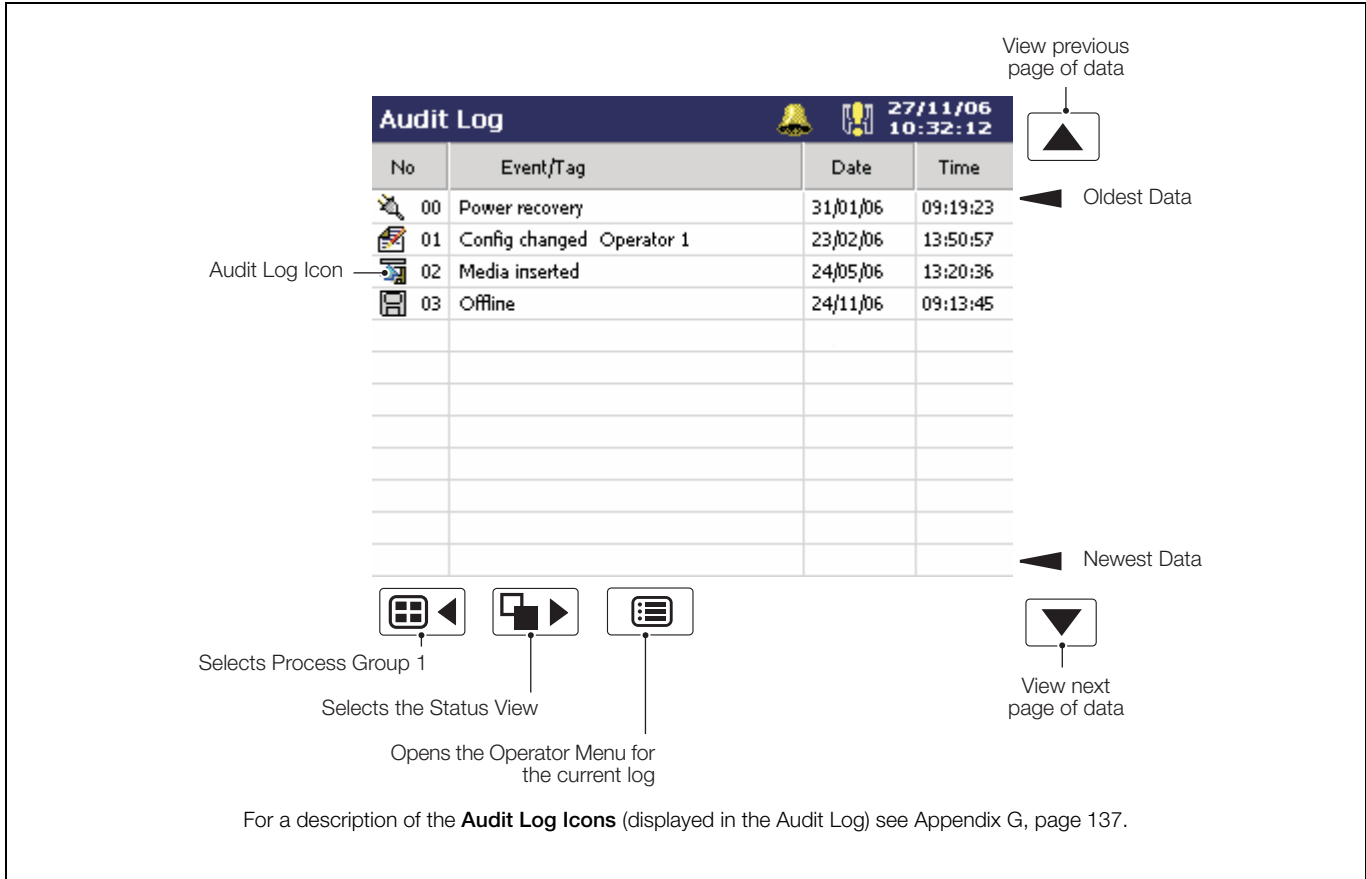 View previous
page of data
Audit Log
27/11/06
10:32:12
No Event/Tag Date Time
00 Power recovery 31/01/06 09:19:23
Oldest Data
01 Config changed Operator 1 23/02/06 13:50:57
Audit Log Icon
02 Media inserted 24/05/06 13:20:36
03 Offline 24/11/06 09:13:45
Newest Data
Selects Process Group 1
Selects the Status View
Opens the Operator Menu for
the current log
View next
page of data
For a description of the Audit Log Icons (displayed in the Audit Log) see Appendix G, page 137.